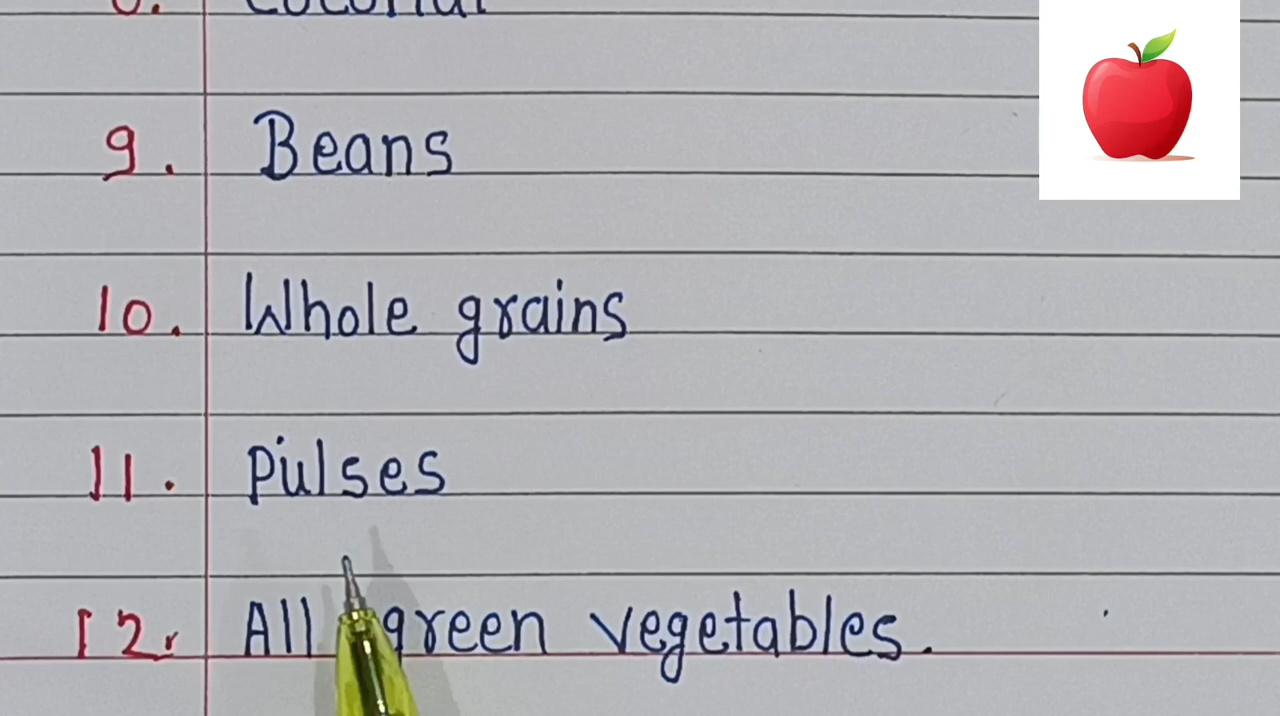 9. Beans
10. Whole grains
11. Pulses
12. All green vegetables.